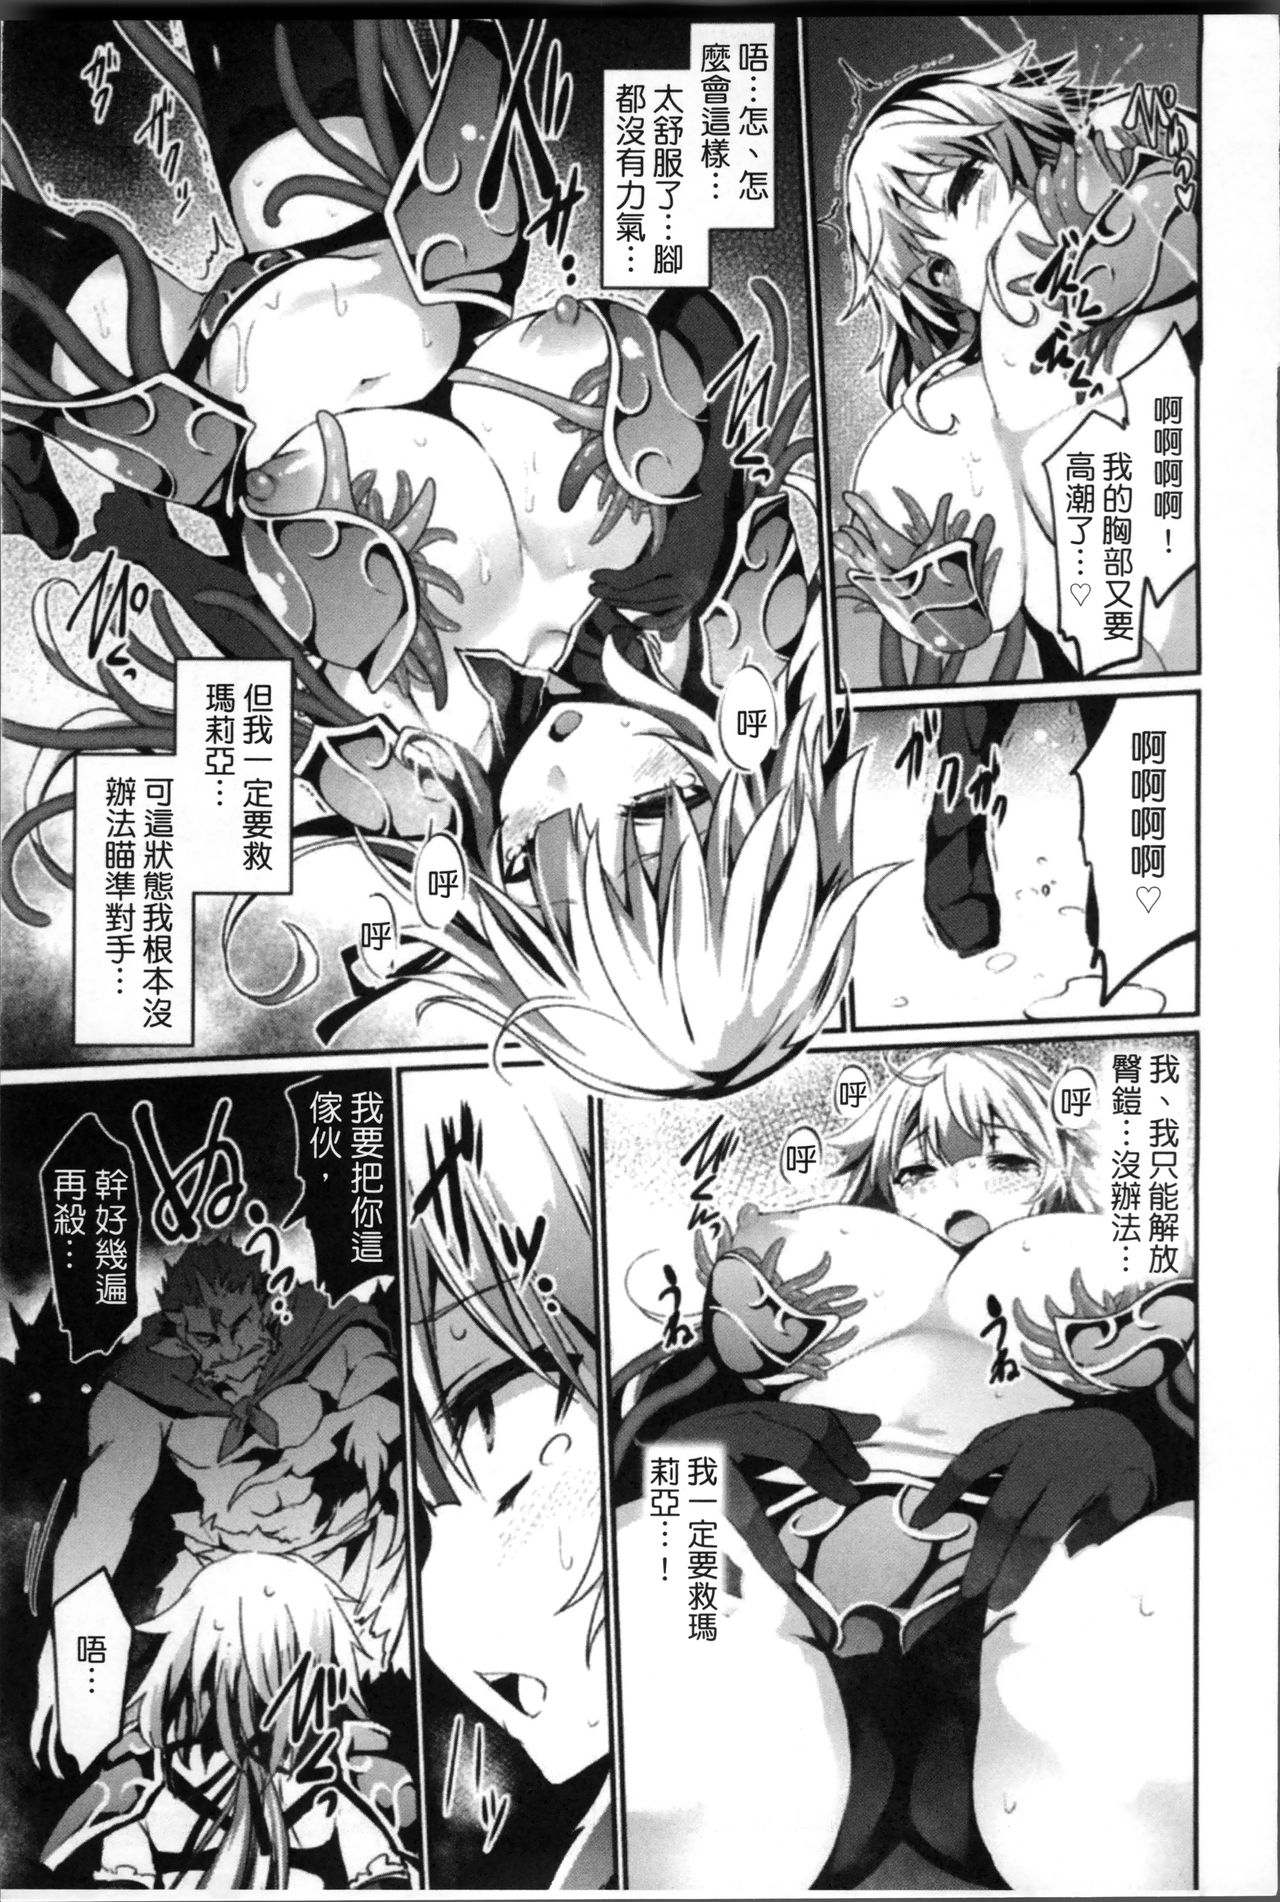 啊啊啊啊！
我的胸部又要
高潮了…♡
唔…怎、怎
麼會這樣…
太舒服了…腳
都沒有力氣…
啊啊啊啊♡
呼
呼
呼
但我一定要救
瑪莉亞…
可這狀態我根本沒
辦法瞄準對手…
我、我只能解放
臀鎧…沒辦法…
呼
呼
呼
我一定要救瑪
莉亞…！
我要把你這
傢伙，
幹好幾遍
再殺…
唔…